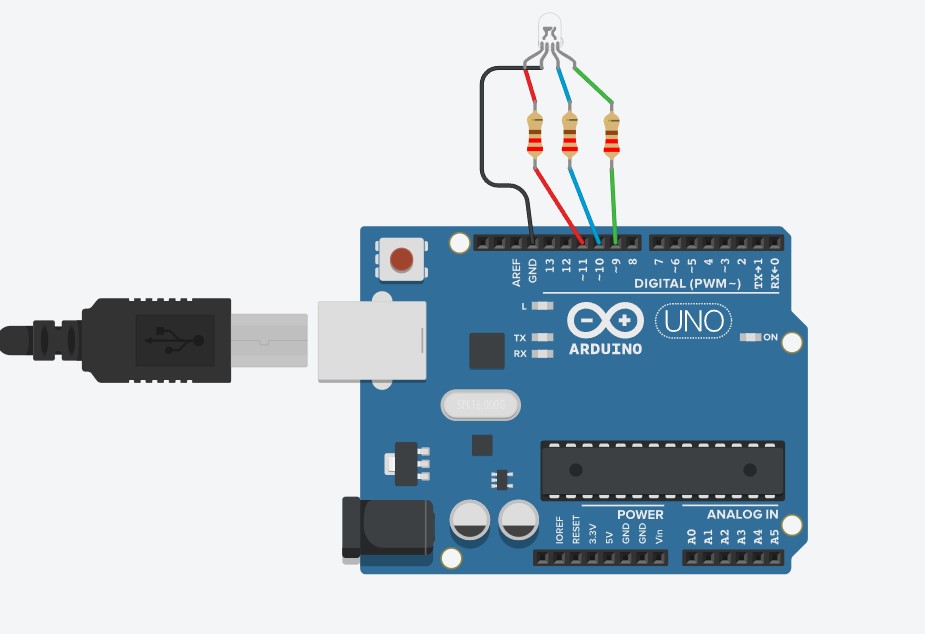 AREF
GND
13
12
~11
~10
~9
8
7
~6
~5
4
~3
2
TX→1
RX←0
DIGITAL (PWM~)
L
TX
RX
ARDUINO
UNO
ON
POWER
ANALOG IN
IOREF
RESET
3.3V
5V
GND
GND
Vin
A0
A1
A2
A3
A4
A5